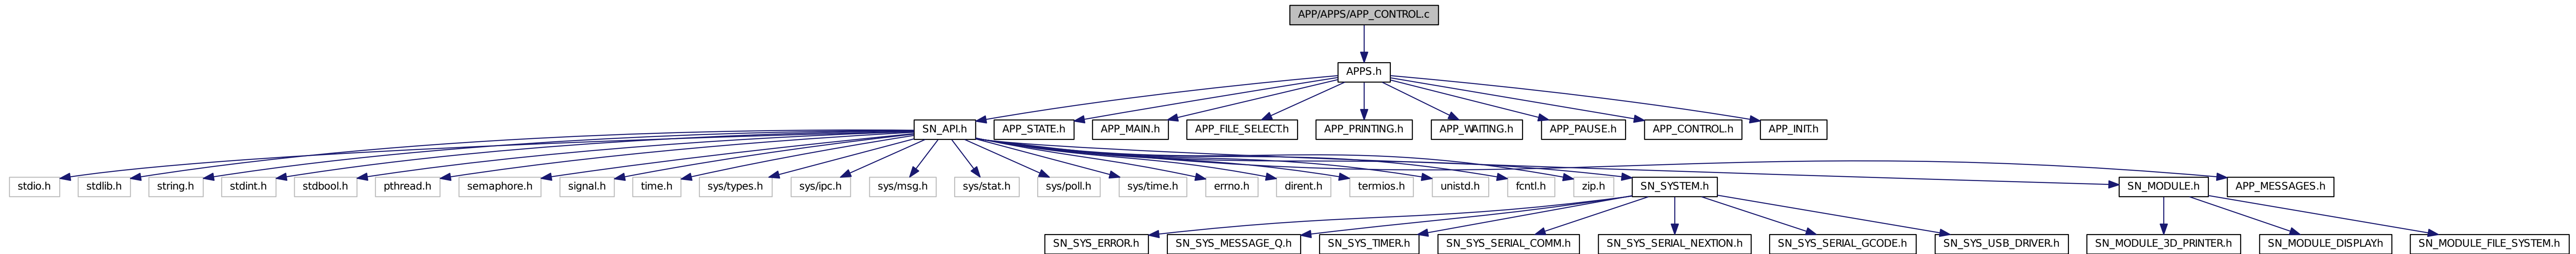 APP/APPS/APP_CONTROL.c
APPS.h
SN_API.h
APP_STATE.h
APP_MAIN.h
APP_FILE_SELECT.h
APP_PRINTING.h
APP_WAITING.h
APP_PAUSE.h
APP_CONTROL.h
APP_INIT.h
stdio.h
stdlib.h
string.h
stdint.h
stdbool.h
pthread.h
semaphore.h
signal.h
time.h
sys/types.h
sys/ipc.h
sys/msg.h
sys/stat.h
sys/poll.h
sys/time.h
errno.h
dirent.h
termios.h
unistd.h
fcntl.h
zip.h
SN_SYSTEM.h
SN_MODULE.h
APP_MESSAGES.h
SN_SYS_ERROR.h
SN_SYS_MESSAGE_Q.h
SN_SYS_TIMER.h
SN_SYS_SERIAL_COMM.h
SN_SYS_SERIAL_NEXTION.h
SN_SYS_SERIAL_GCODE.h
SN_SYS_USB_DRIVER.h
SN_MODULE_3D_PRINTER.h
SN_MODULE_DISPLAY.h
SN_MODULE_FILE_SYSTEM.h